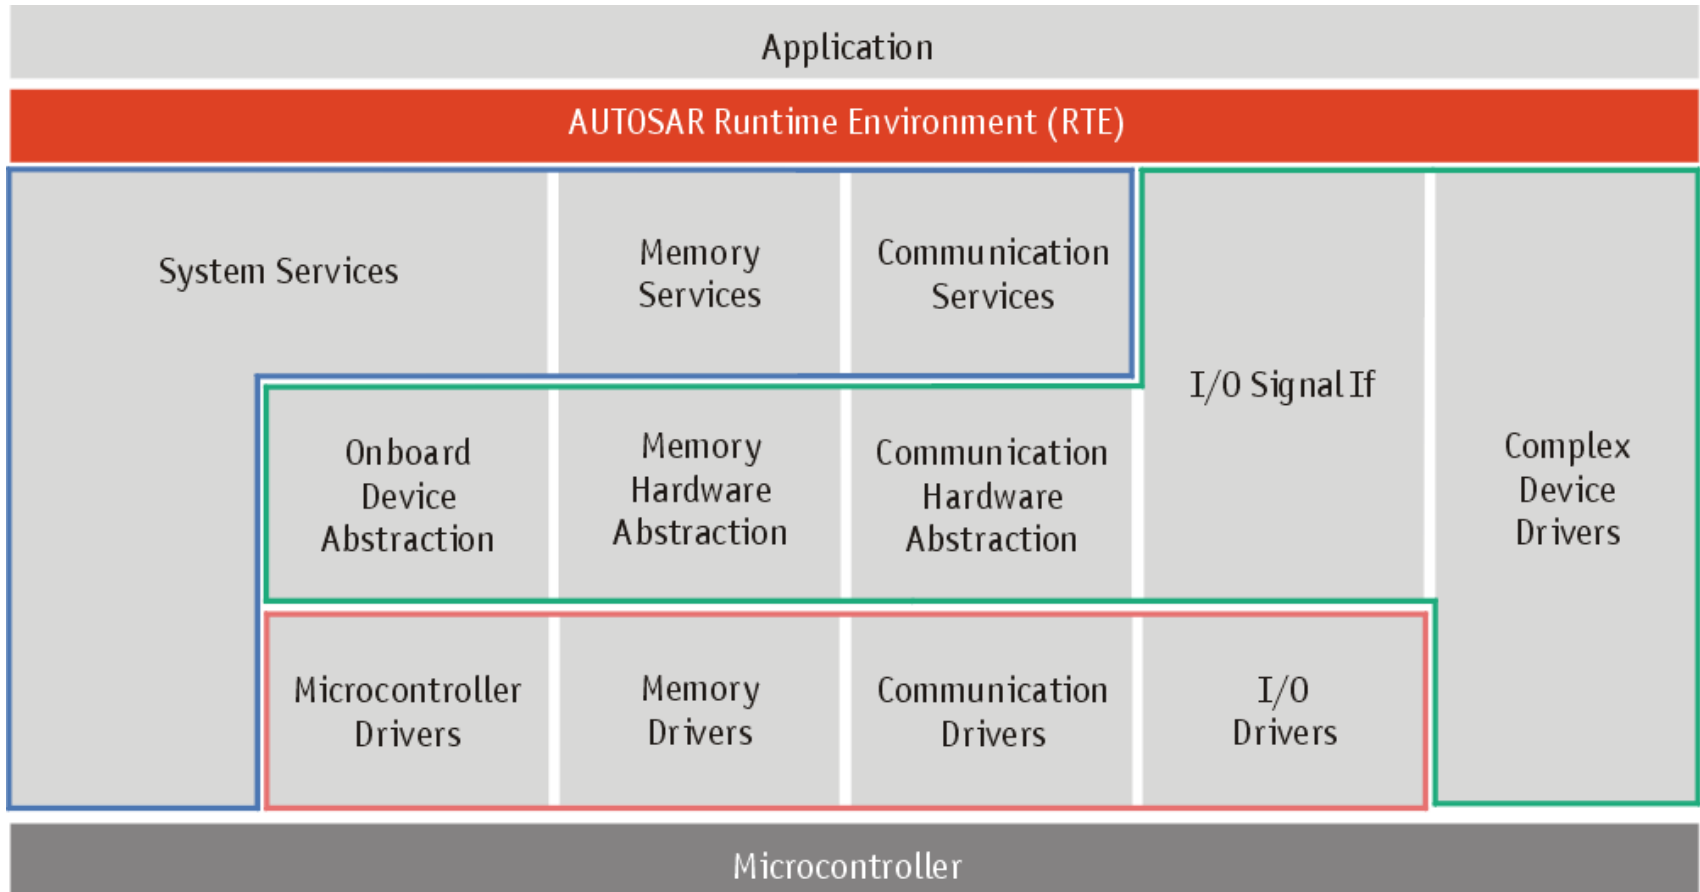 Application
AUTOSAR Runtime Environment (RTE)
System Services
Memory
Services
Communication
Services
I/O Signal If
Complex
Device
Drivers
Onboard
Device
Abstraction
Memory
Hardware
Abstraction
Communication
Hardware
Abstraction
Microcontroller
Drivers
Memory
Drivers
Communication
Drivers
I/O
Drivers
Microcontroller